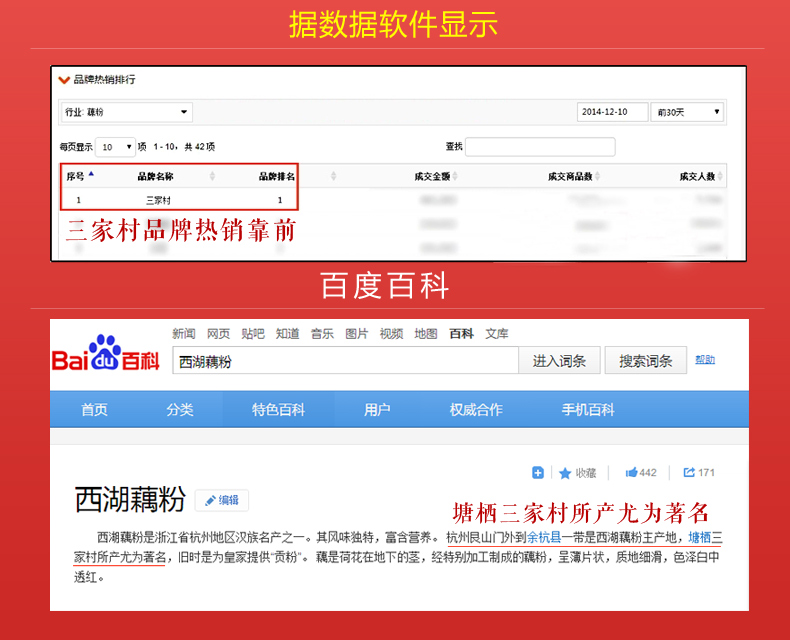 据数据软件显示
品牌热销排行
行业: 藕粉
2014-12-10 前30天
每页显示 10 项 1 - 10，共 42 项 查找
序号 品牌名称 品牌排名 成交金额 成交商品数 成交人数
1 三家村 1
三家村品牌热销靠前
百度百科
新闻 网页 贴吧 知道 音乐 图片 视频 地图 百科 文库
Bai du 百科 西湖藕粉 进入词条 搜索词条 帮助
首页 分类 特色百科 用户 权威合作 手机百科
收藏 442 171
西湖藕粉 编辑
塘栖三家村所产尤为著名
西湖藕粉是浙江省杭州地区汉族名产之一。其风味独特，富含营养。 杭州艮山门外到余杭县一带是西湖藕粉主产地，塘栖三
家村所产尤为著名，旧时是为皇家提供“贡粉”。 藕是荷花在地下的茎，经特别加工制成的藕粉，呈薄片状，质地细滑，色泽白中
透红。